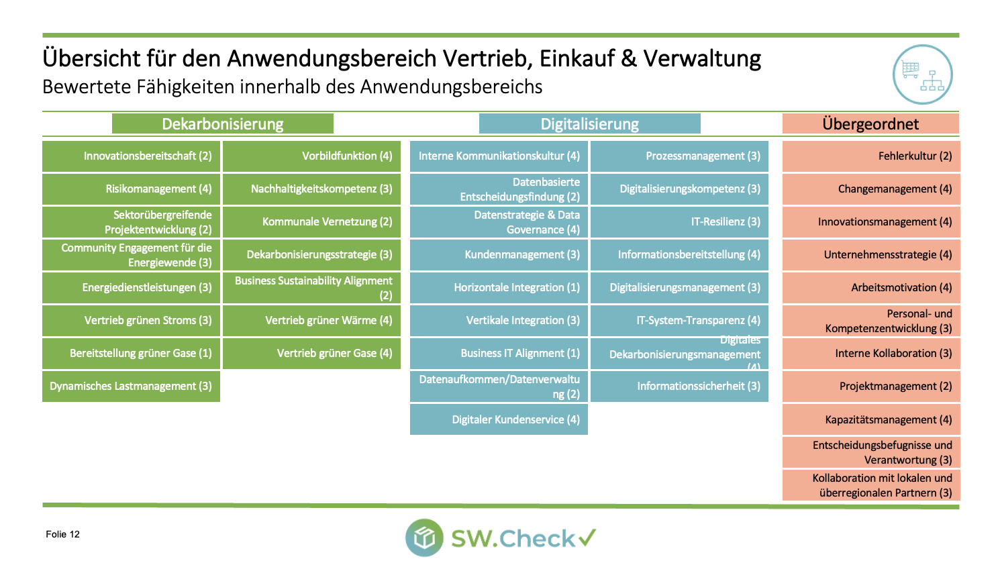 Übersicht für den Anwendungsbereich Vertrieb, Einkauf & Verwaltung
Bewertete Fähigkeiten innerhalb des Anwendungsbereichs
Dekarbonisierung
Innovationsbereitschaft (2)
Risikomanagement (4)
Sektorübergreifende
Projektentwicklung (2)
Community Engagement für die
Energiewende (3)
Energiedienstleistungen (3)
Vertrieb grünen Stroms (3)
Bereitstellung grüner Gase (1)
Dynamisches Lastmanagement (3)
Vorbildfunktion (4)
Nachhaltigkeitskompetenz (3)
Kommunale Vernetzung (2)
Dekarbonisierungsstrategie (3)
Business Sustainability Alignment
(2)
Vertrieb grüner Wärme (4)
Vertrieb grüner Gase (4)
Digitalisierung
Interne Kommunikationskultur (4)
Datenbasierte
Entscheidungsfindung (2)
Datenstrategie & Data
Governance (4)
Kundenmanagement (3)
Horizontale Integration (1)
Vertikale Integration (3)
Business IT Alignment (1)
Datenaufkommen/Datenverwaltu
ng (2)
Digitaler Kundenservice (4)
Prozessmanagement (3)
Digitalisierungskompetenz (3)
IT-Resilienz (3)
Informationsbereitstellung (4)
Digitalisierungsmanagement (3)
IT-System-Transparenz (4)
Digitales
Dekarbonisierungsmanagement
(4)
Informationssicherheit (3)
Übergeordnet
Fehlerkultur (2)
Changemanagement (4)
Innovationsmanagement (4)
Unternehmensstrategie (4)
Arbeitsmotivation (4)
Personal- und
Kompetenzentwicklung (3)
Interne Kollaboration (3)
Projektmanagement (2)
Kapazitätsmanagement (4)
Entscheidungsbefugnisse und
Verantwortung (3)
Kollaboration mit lokalen und
überregionalen Partnern (3)
Folie 12
SW.Check